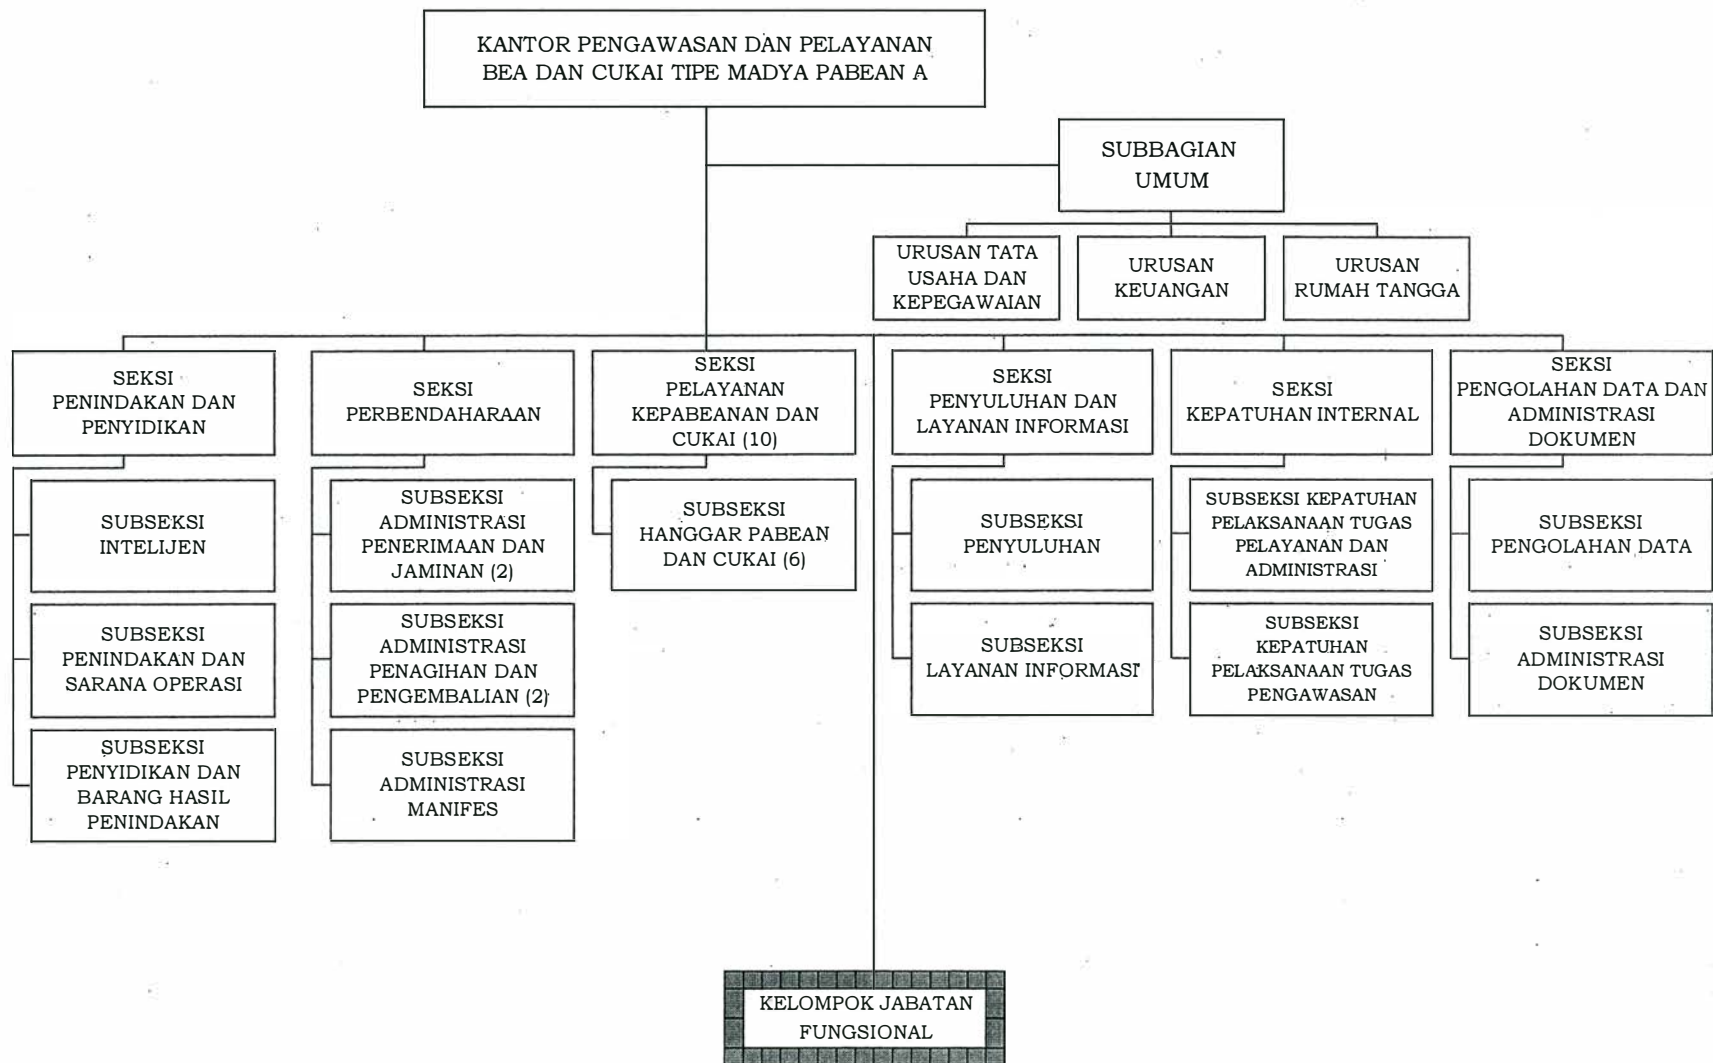 KANTOR PENGAWASAN DAN PELAYANAN
BEA DAN CUKAI TIPE MADYA PABEAN A
SUBBAGIAN
UMUM
URUSAN TATA
USAHA DAN
KEPEGAWAIAN
URUSAN
KEUANGAN
URUSAN
RUMAH TANGGA
SEKSI
PENINDAKAN DAN
PENYIDIKAN
SEKSI
PERBENDAHARAAN
SEKSI
PELAYANAN
KEPABEANAN DAN
CUKAI (10)
SEKSI
PENYULUHAN DAN
LAYANAN INFORMASI
SEKSI
KEPATUHAN INTERNAL
SEKSI
PENGOLAHAN DATA DAN
ADMINISTRASI
DOKUMEN
SUBSEKSI
INTELIJEN
SUBSEKSI
PENINDAKAN DAN
SARANA OPERASI
SUBSEKSI
PENYIDIKAN DAN
BARANG HASIL
PENINDAKAN
SUBSEKSI
ADMINISTRASI
PENERIMAAN DAN
JAMINAN (2)
SUBSEKSI
ADMINISTRASI
PENAGIHAN DAN
PENGEMBALIAN (2)
SUBSEKSI
ADMINISTRASI
MANIFES
SUBSEKSI
HANGGAR PABEAN
DAN CUKAI (6)
SUBSEKSI
PENYULUHAN
SUBSEKSI
LAYANAN INFORMASI
SUBSEKSI KEPATUHAN
PELAKSANAAN TUGAS
PELAYANAN DAN
ADMINISTRASI
SUBSEKSI
KEPATUHAN
PELAKSANAAN TUGAS
PENGAWASAN
SUBSEKSI
PENGOLAHAN DATA
SUBSEKSI
ADMINISTRASI
DOKUMEN
KELOMPOK JABATAN
FUNGSIONAL